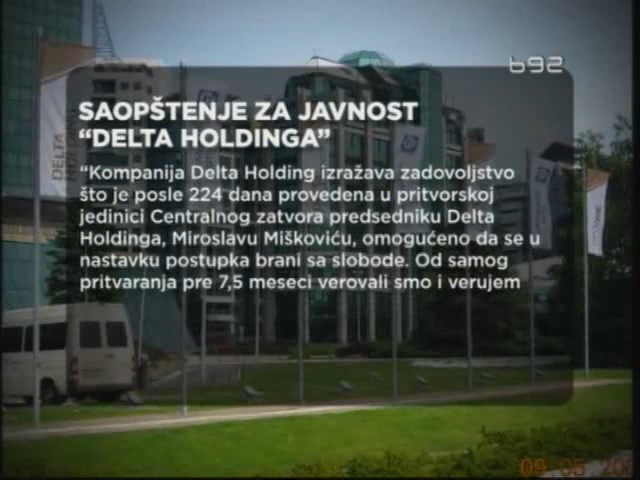 b92
SAOPŠTENJE ZA JAVNOST
“DELTA HOLDINGA”
“Kompanija Delta Holding izražava zadovoljstvo
što je posle 224 dana provedena u pritvorskoj
jedinici Centralnog zatvora predsedniku Delta
Holdinga, Miroslavu Miškoviću, omogućeno da se u
nastavku postupka brani sa slobode. Od samog
pritvaranja pre 7,5 meseci verovali smo i verujem
DELTA